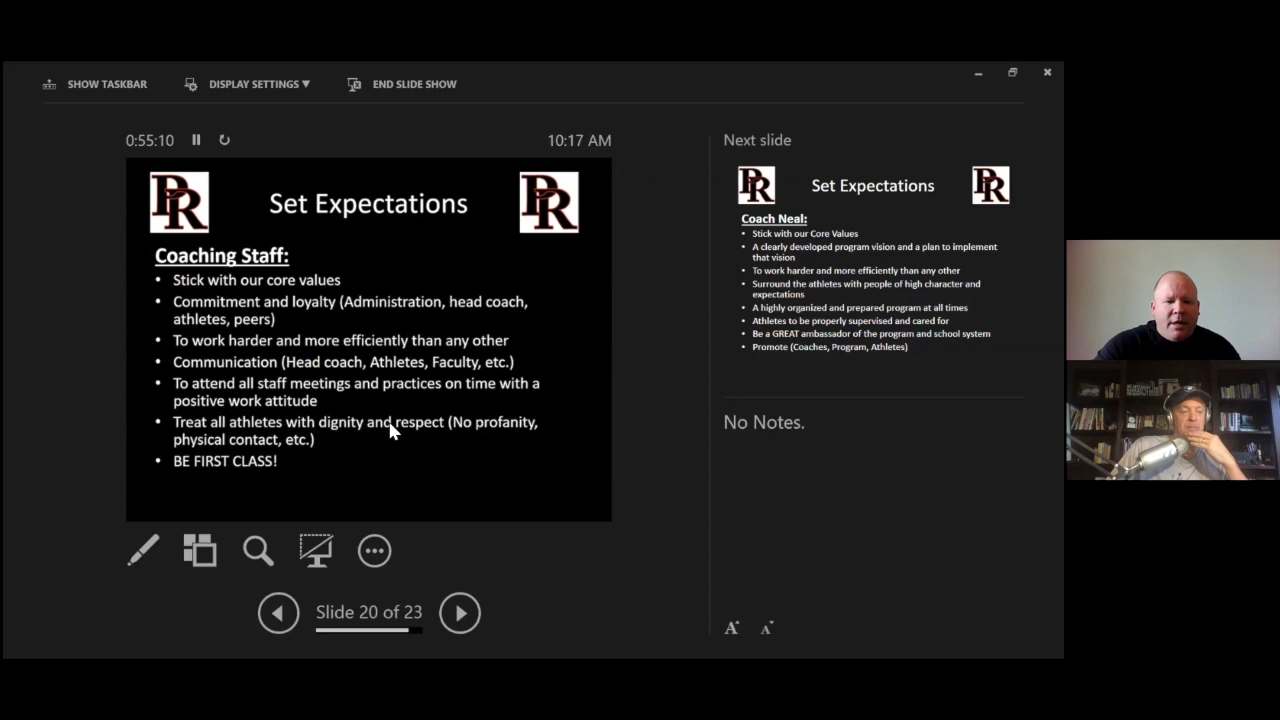 SHOW TASKBAR
DISPLAY SETTINGS ▼
END SLIDE SHOW
0:55:10
10:17 AM
PR
Set Expectations
PR
Coaching Staff:
• Stick with our core values
• Commitment and loyalty (Administration, head coach,
athletes, peers)
• To work harder and more efficiently than any other
• Communication (Head coach, Athletes, Faculty, etc.)
• To attend all staff meetings and practices on time with a
positive work attitude
• Treat all athletes with dignity and respect (No profanity,
physical contact, etc.)
• BE FIRST CLASS!
Slide 20 of 23
Next slide
PR
Set Expectations
PR
Coach Neal:
• Stick with our Core Values
• A clearly developed program vision and a plan to implement
that vision
• To work harder and more efficiently than any other
• Surround the athletes with people of high character and
expectations
• A highly organized and prepared program at all times
• Athletes to be properly supervised and cared for
• Be a GREAT ambassador of the program and school system
• Promote (Coaches, Program, Athletes)
No Notes.
A A